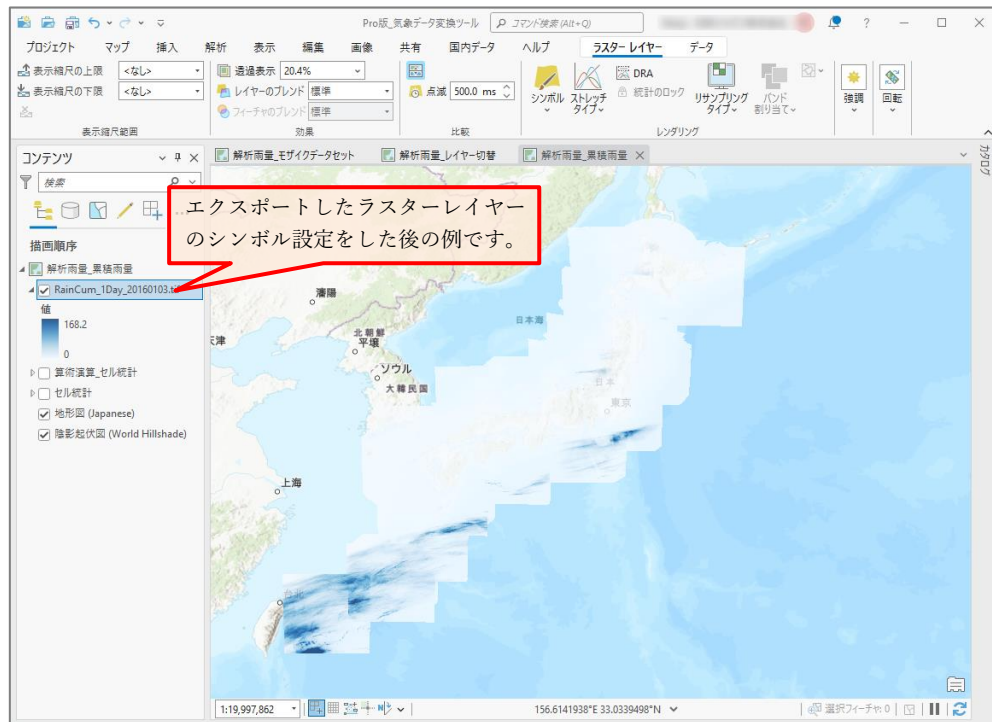 Pro版_気象データ変換ツール
コマンド検索 (Alt+Q)
?
プロジェクト マップ 挿入 解析 表示 編集 画像 共有 国内データ ヘルプ ラスター レイヤー データ
表示縮尺の上限 <なし>
表示縮尺の下限 <なし>
表示縮尺範囲
透過表示 20.4%
レイヤーのブレンド 標準
フィーチャのブレンド 標準
効果
点滅 500.0 ms
比較
シンボル
ストレッチ
タイプ
DRA
統計のロック
リサンプリング
タイプ
バンド
割り当て
レンダリング
強調
回転
コンテンツ
検索
描画順序
解析雨量_累積雨量
RainCum_1Day_20160103.ti
値
168.2
0
算術演算_セル統計
セル統計
地形図 (Japanese)
陰影起伏図 (World Hillshade)
解析雨量_モザイクデータセット 解析雨量_レイヤー切替 解析雨量_累積雨量
カタログ
エクスポートしたラスターレイヤー
のシンボル設定をした後の例です。
瀋陽
天津
北朝鮮
平壌
ソウル
大韓民国
日本海
日本
東京
上海
台北
1:19,997,862
156.6141938°E 33.0339498°N
選択フィーチャ: 0